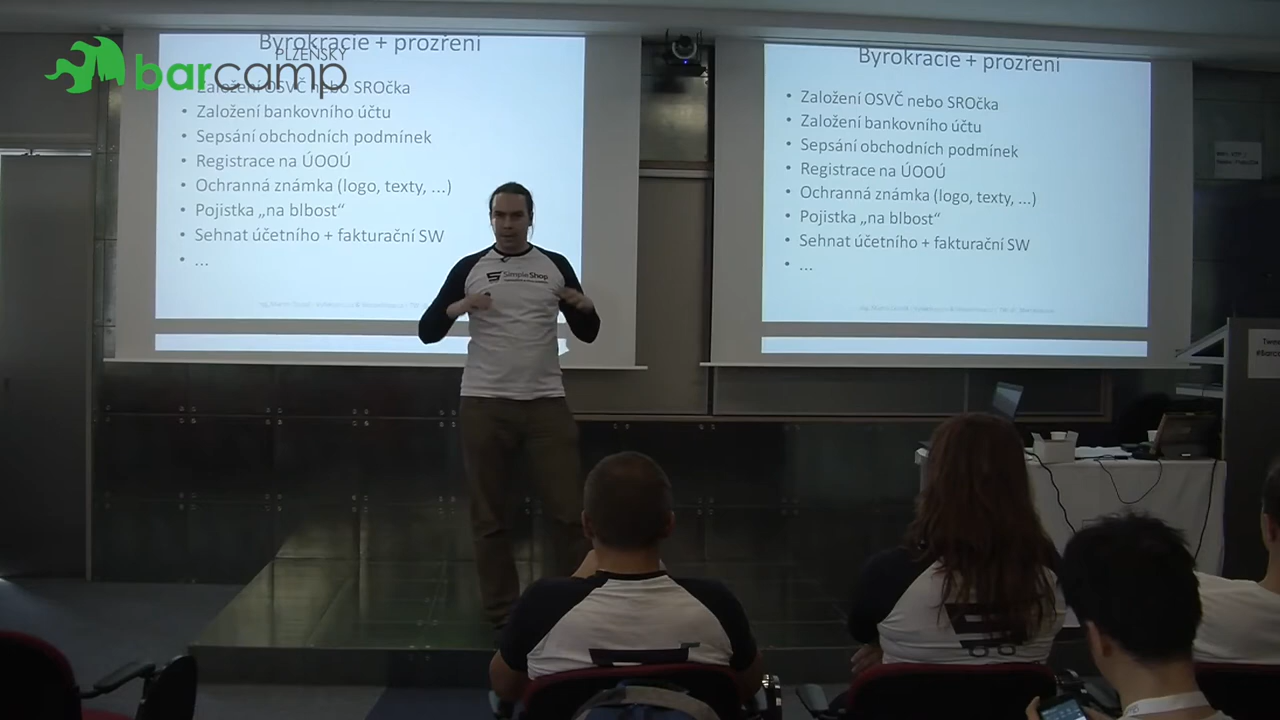 PLZEŇSKÝ
barcamp
Byrokracie + prozření
Založení OSVČ nebo SROčka
• Založení bankovního účtu
• Sepsání obchodních podmínek
• Registrace na ÚOOÚ
• Ochranná známka (logo, texty, ...)
• Pojistka „na blbost“
• Sehnat účetního + fakturační SW
• ...
Byrokracie + prozření
• Založení OSVČ nebo SROčka
• Založení bankovního účtu
• Sepsání obchodních podmínek
• Registrace na ÚOOÚ
• Ochranná známka (logo, texty, ...)
• Pojistka „na blbost“
• Sehnat účetního + fakturační SW
• ...
SimpleShop